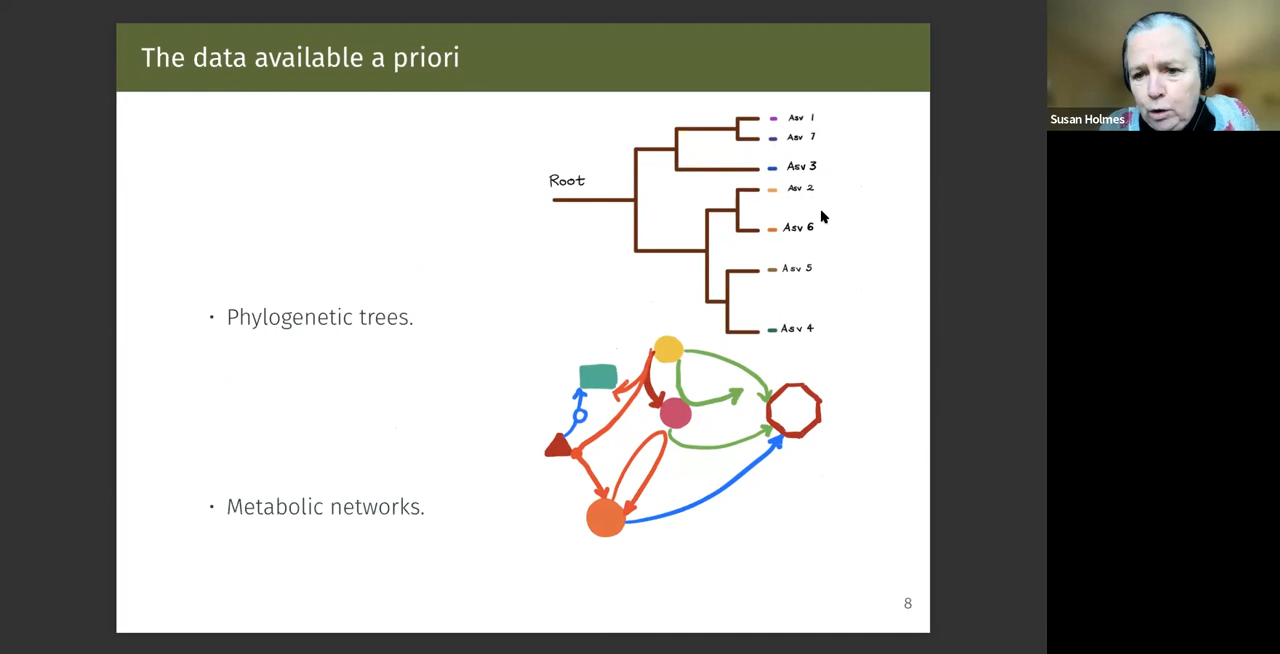 The data available a priori
Susan Holmes
Asv 1
Asv 7
Asv 3
Root
Asv 2
Asv 6
Asv 5
· Phylogenetic trees.
Asv 4
· Metabolic networks.
8